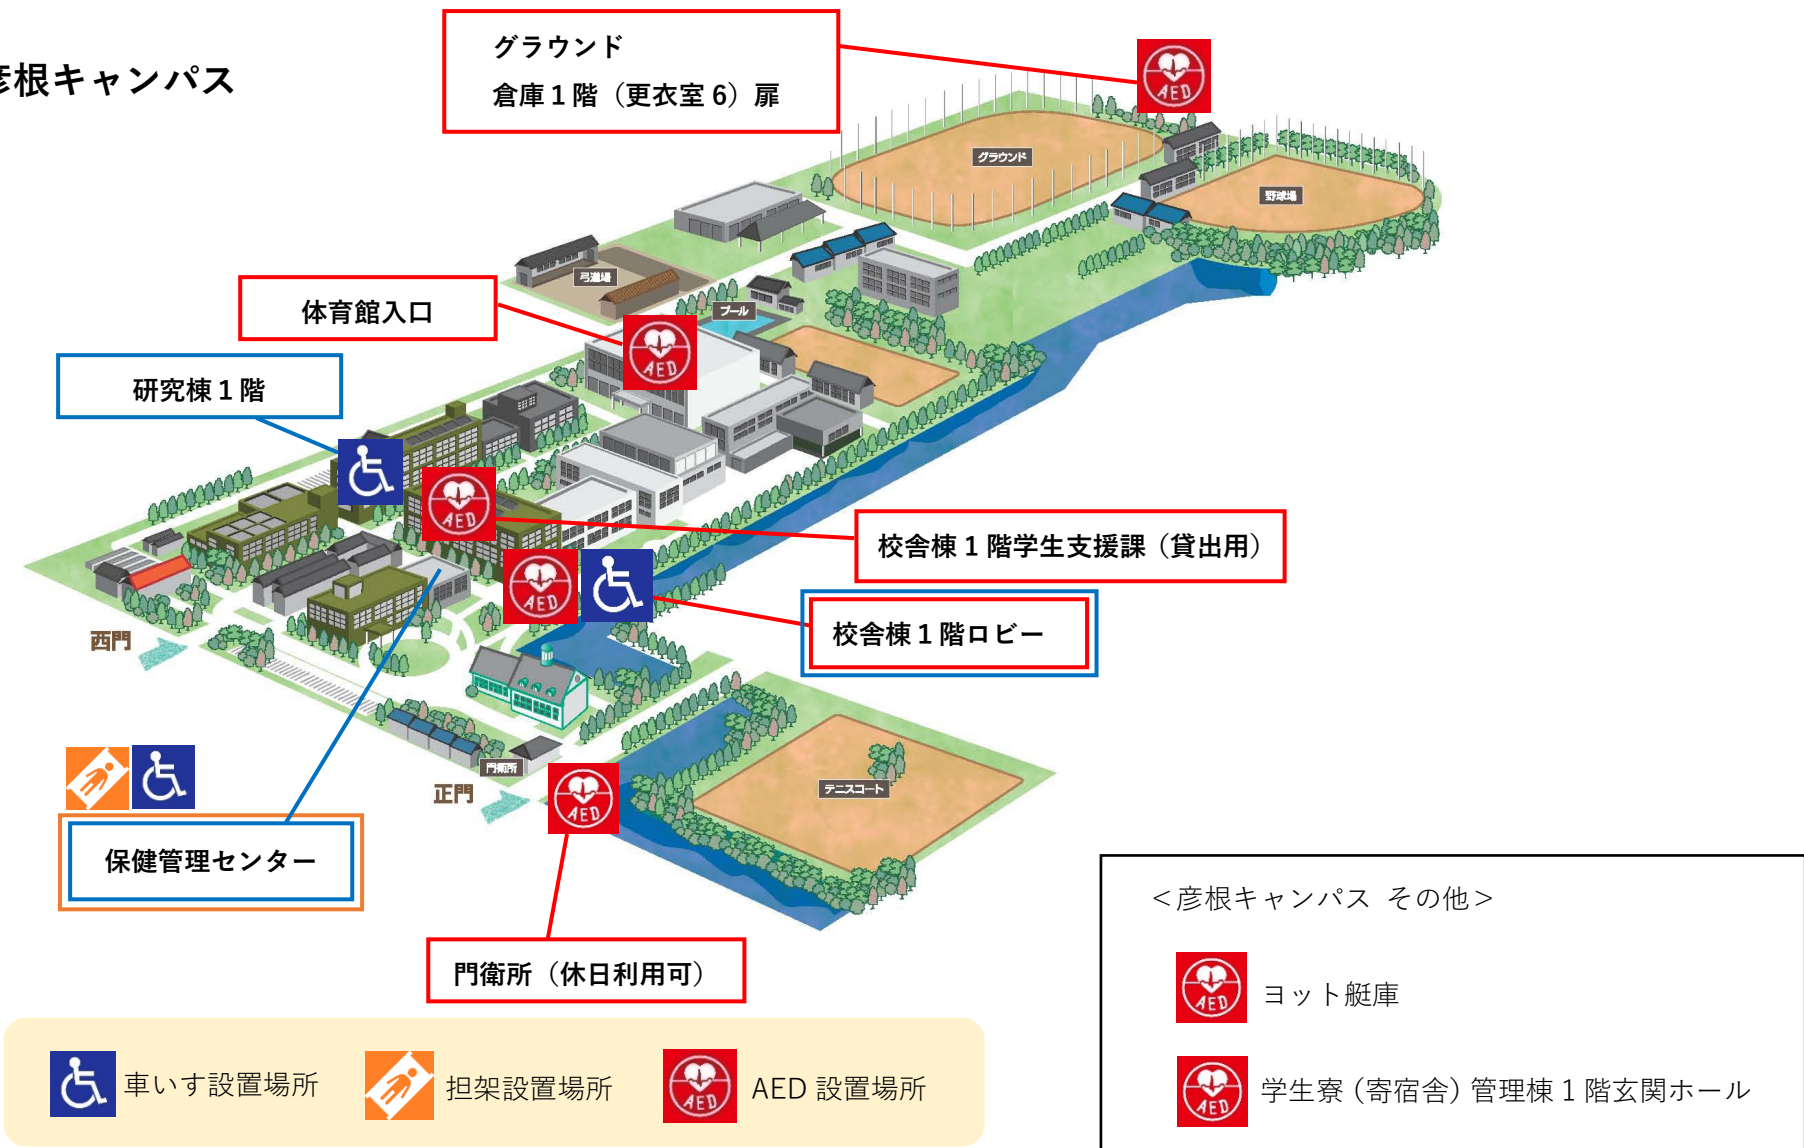 彦根キャンパス
グラウンド
倉庫１階（更衣室 6）扉
AED
グラウンド
野球場
弓道場
プール
体育館入口
AED
研究棟１階
AED
校舎棟１階学生支援課（貸出用）
AED
校舎棟１階ロビー
西門
門衛所
正門
AED
テニスコート
保健管理センター
門衛所（休日利用可）
車いす設置場所
担架設置場所
AED
AED 設置場所
＜彦根キャンパス その他＞
AED
ヨット艇庫
AED
学生寮（寄宿舎）管理棟 1 階玄関ホール